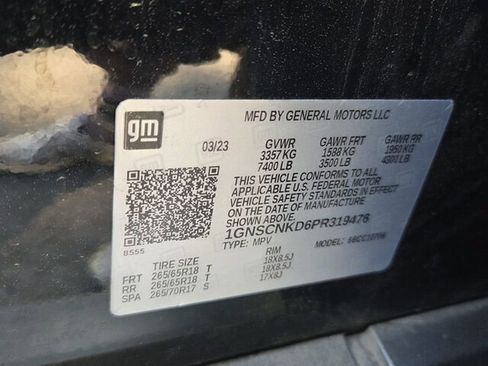 gm
MFD BY GENERAL MOTORS LLC
03/23 GVWR GAWR FRT GAWR RR
3357 KG 1588 KG 1950 KG
7400 LB 3500 LB 4300 LB
THIS VEHICLE CONFORMS TO ALL
APPLICABLE U.S. FEDERAL MOTOR
VEHICLE SAFETY STANDARDS IN EFFECT
ON THE DATE OF MANUFACTURE
SHOWN ABOVE.
1GNSCNKD6PR319476
TYPE: MPV MODEL:
8555
TIRE SIZE RIM
FRT 265/65R18 T 18X8.5J
RR 265/65R18 T 18X8.5J
SPA 265/70R17 S 17X8J